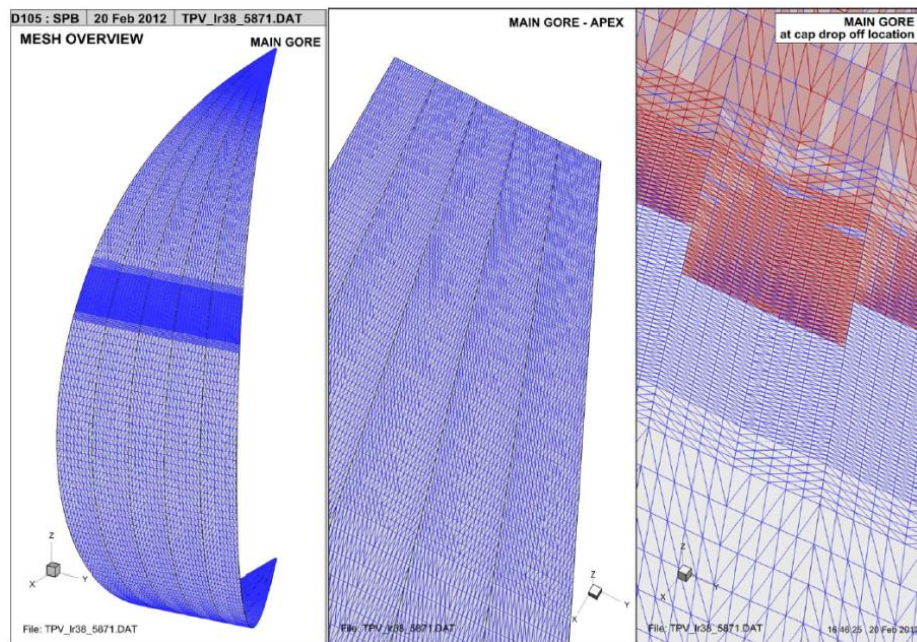 D105 : SPB 20 Feb 2012 TPV_lr38_5871.DAT
MESH OVERVIEW
MAIN GORE
Z
X
Y
File: TPV_lr38_5871.DAT
MAIN GORE - APEX
Z
X
Y
File: TPV_lr38_5871.DAT
MAIN GORE
at cap drop off location
Z
X
Y
File: TPV_lr38_5871.DAT
16:46:25 20 Feb 2012